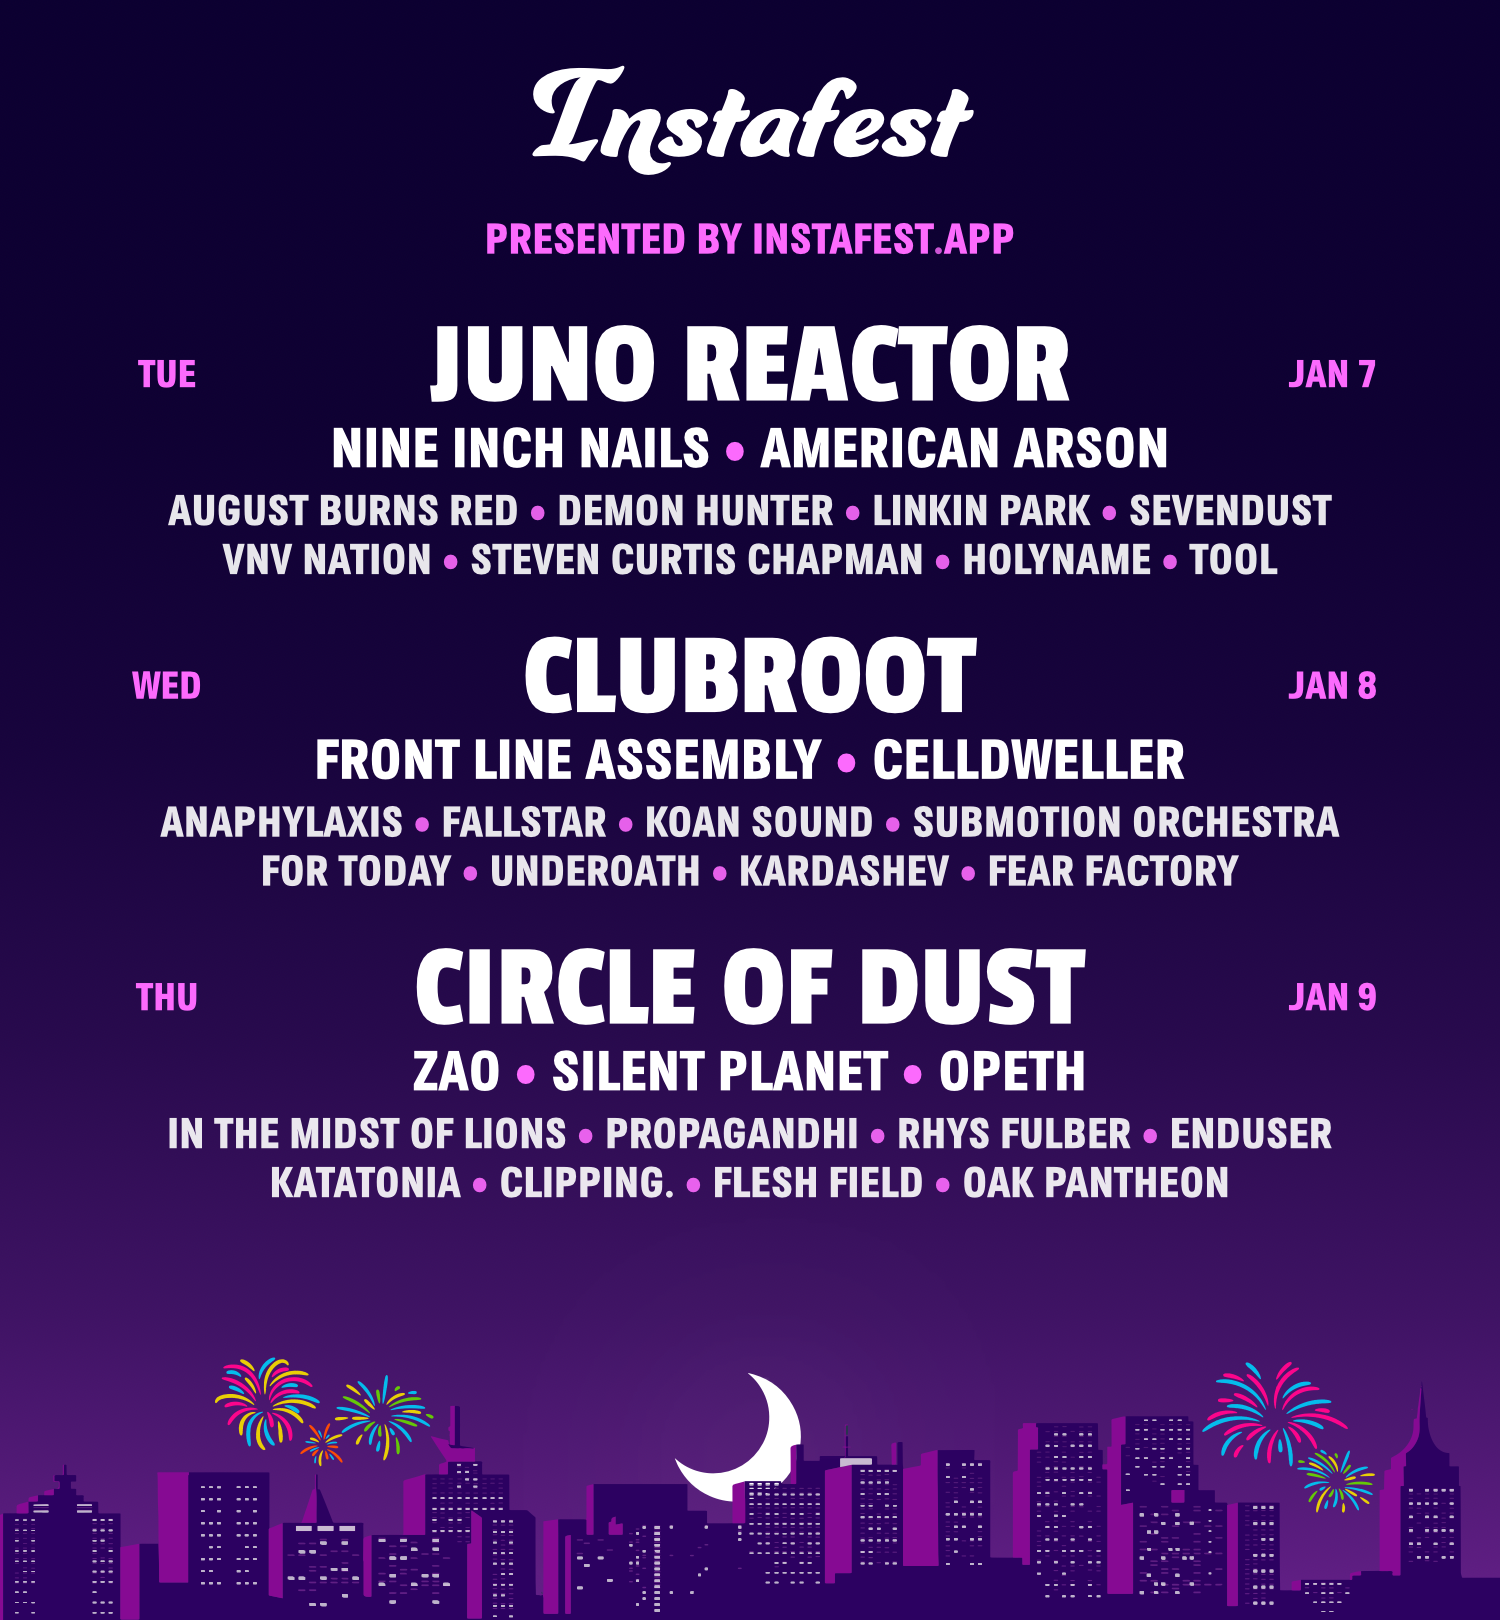 Instafest
PRESENTED BY INSTAFEST.APP
TUE JUNO REACTOR JAN 7
NINE INCH NAILS • AMERICAN ARSON
AUGUST BURNS RED • DEMON HUNTER • LINKIN PARK • SEVENDUST
VNV NATION • STEVEN CURTIS CHAPMAN • HOLYNAME • TOOL
WED CLUBROOT JAN 8
FRONT LINE ASSEMBLY • CELLDWELLER
ANAPHYLAXIS • FALLSTAR • KOAN SOUND • SUBMOTION ORCHESTRA
FOR TODAY • UNDEROATH • KARDASHEV • FEAR FACTORY
THU CIRCLE OF DUST JAN 9
ZAO • SILENT PLANET • OPETH
IN THE MIDST OF LIONS • PROPAGANDHI • RHYS FULBER • ENDUSER
KATATONIA • CLIPPING. • FLESH FIELD • OAK PANTHEON